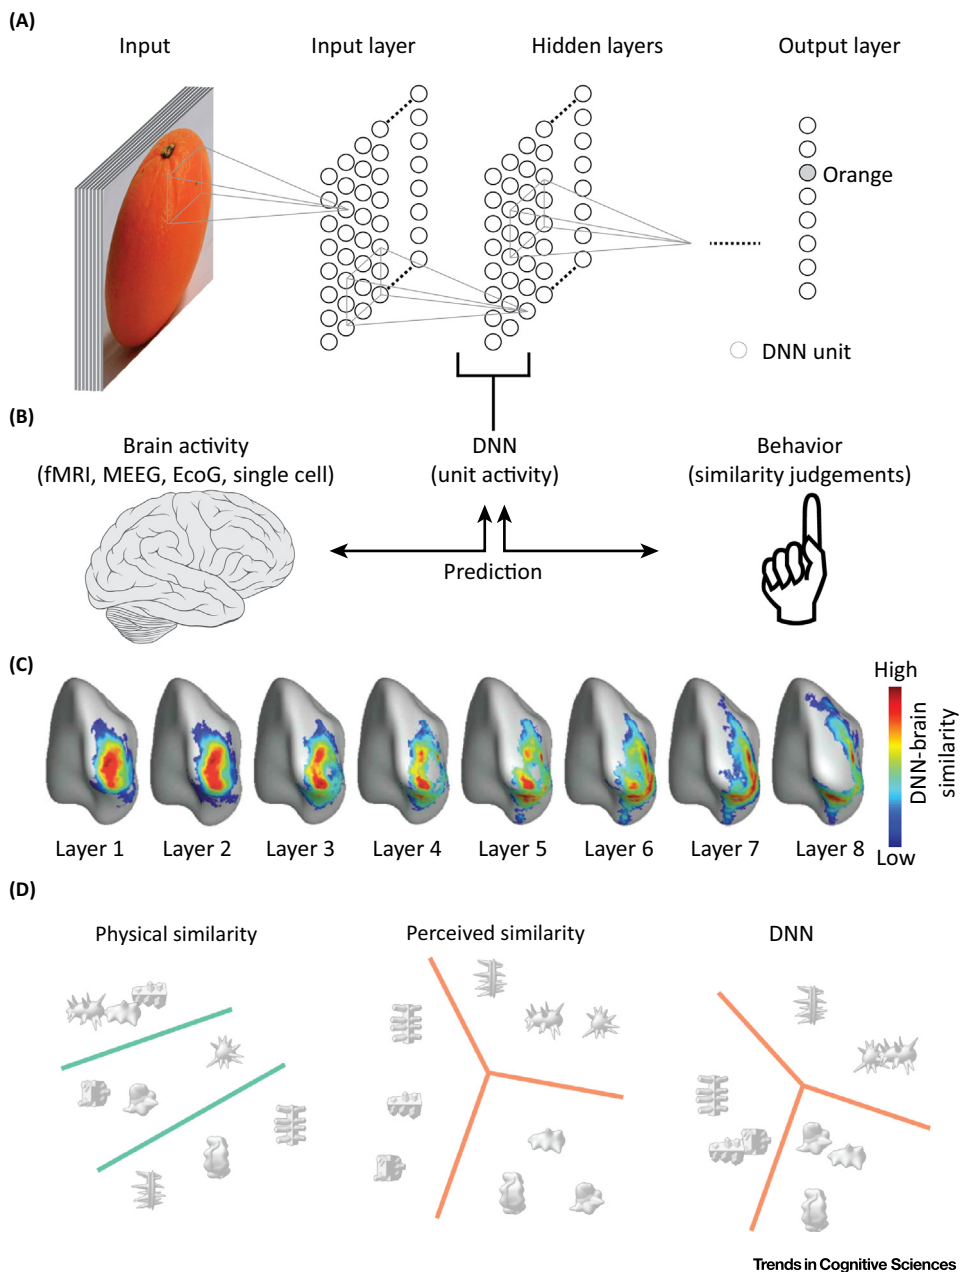 (A)
Input
Input layer
Hidden layers
Output layer
Orange
DNN unit
(B)
Brain activity
(fMRI, MEEG, EcoG, single cell)
DNN
(unit activity)
Behavior
(similarity judgements)
Prediction
(C)
High
DNN-brain
similarity
Low
Layer 1
Layer 2
Layer 3
Layer 4
Layer 5
Layer 6
Layer 7
Layer 8
(D)
Physical similarity
Perceived similarity
DNN
Trends in Cognitive Sciences